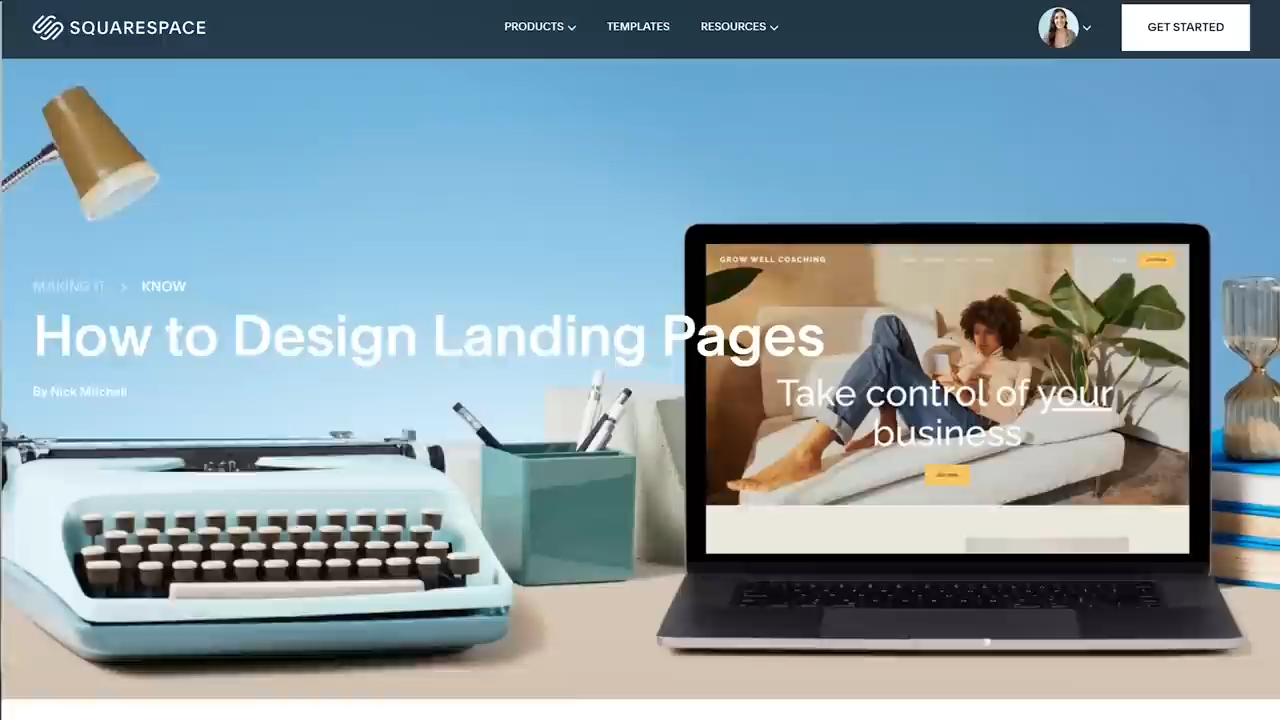 SQUARESPACE
PRODUCTS
TEMPLATES
RESOURCES
GET STARTED
MAKING IT > KNOW
How to Design Landing Pages
By Nick Mitchell
GROW WELL COACHING
Take control of your
business